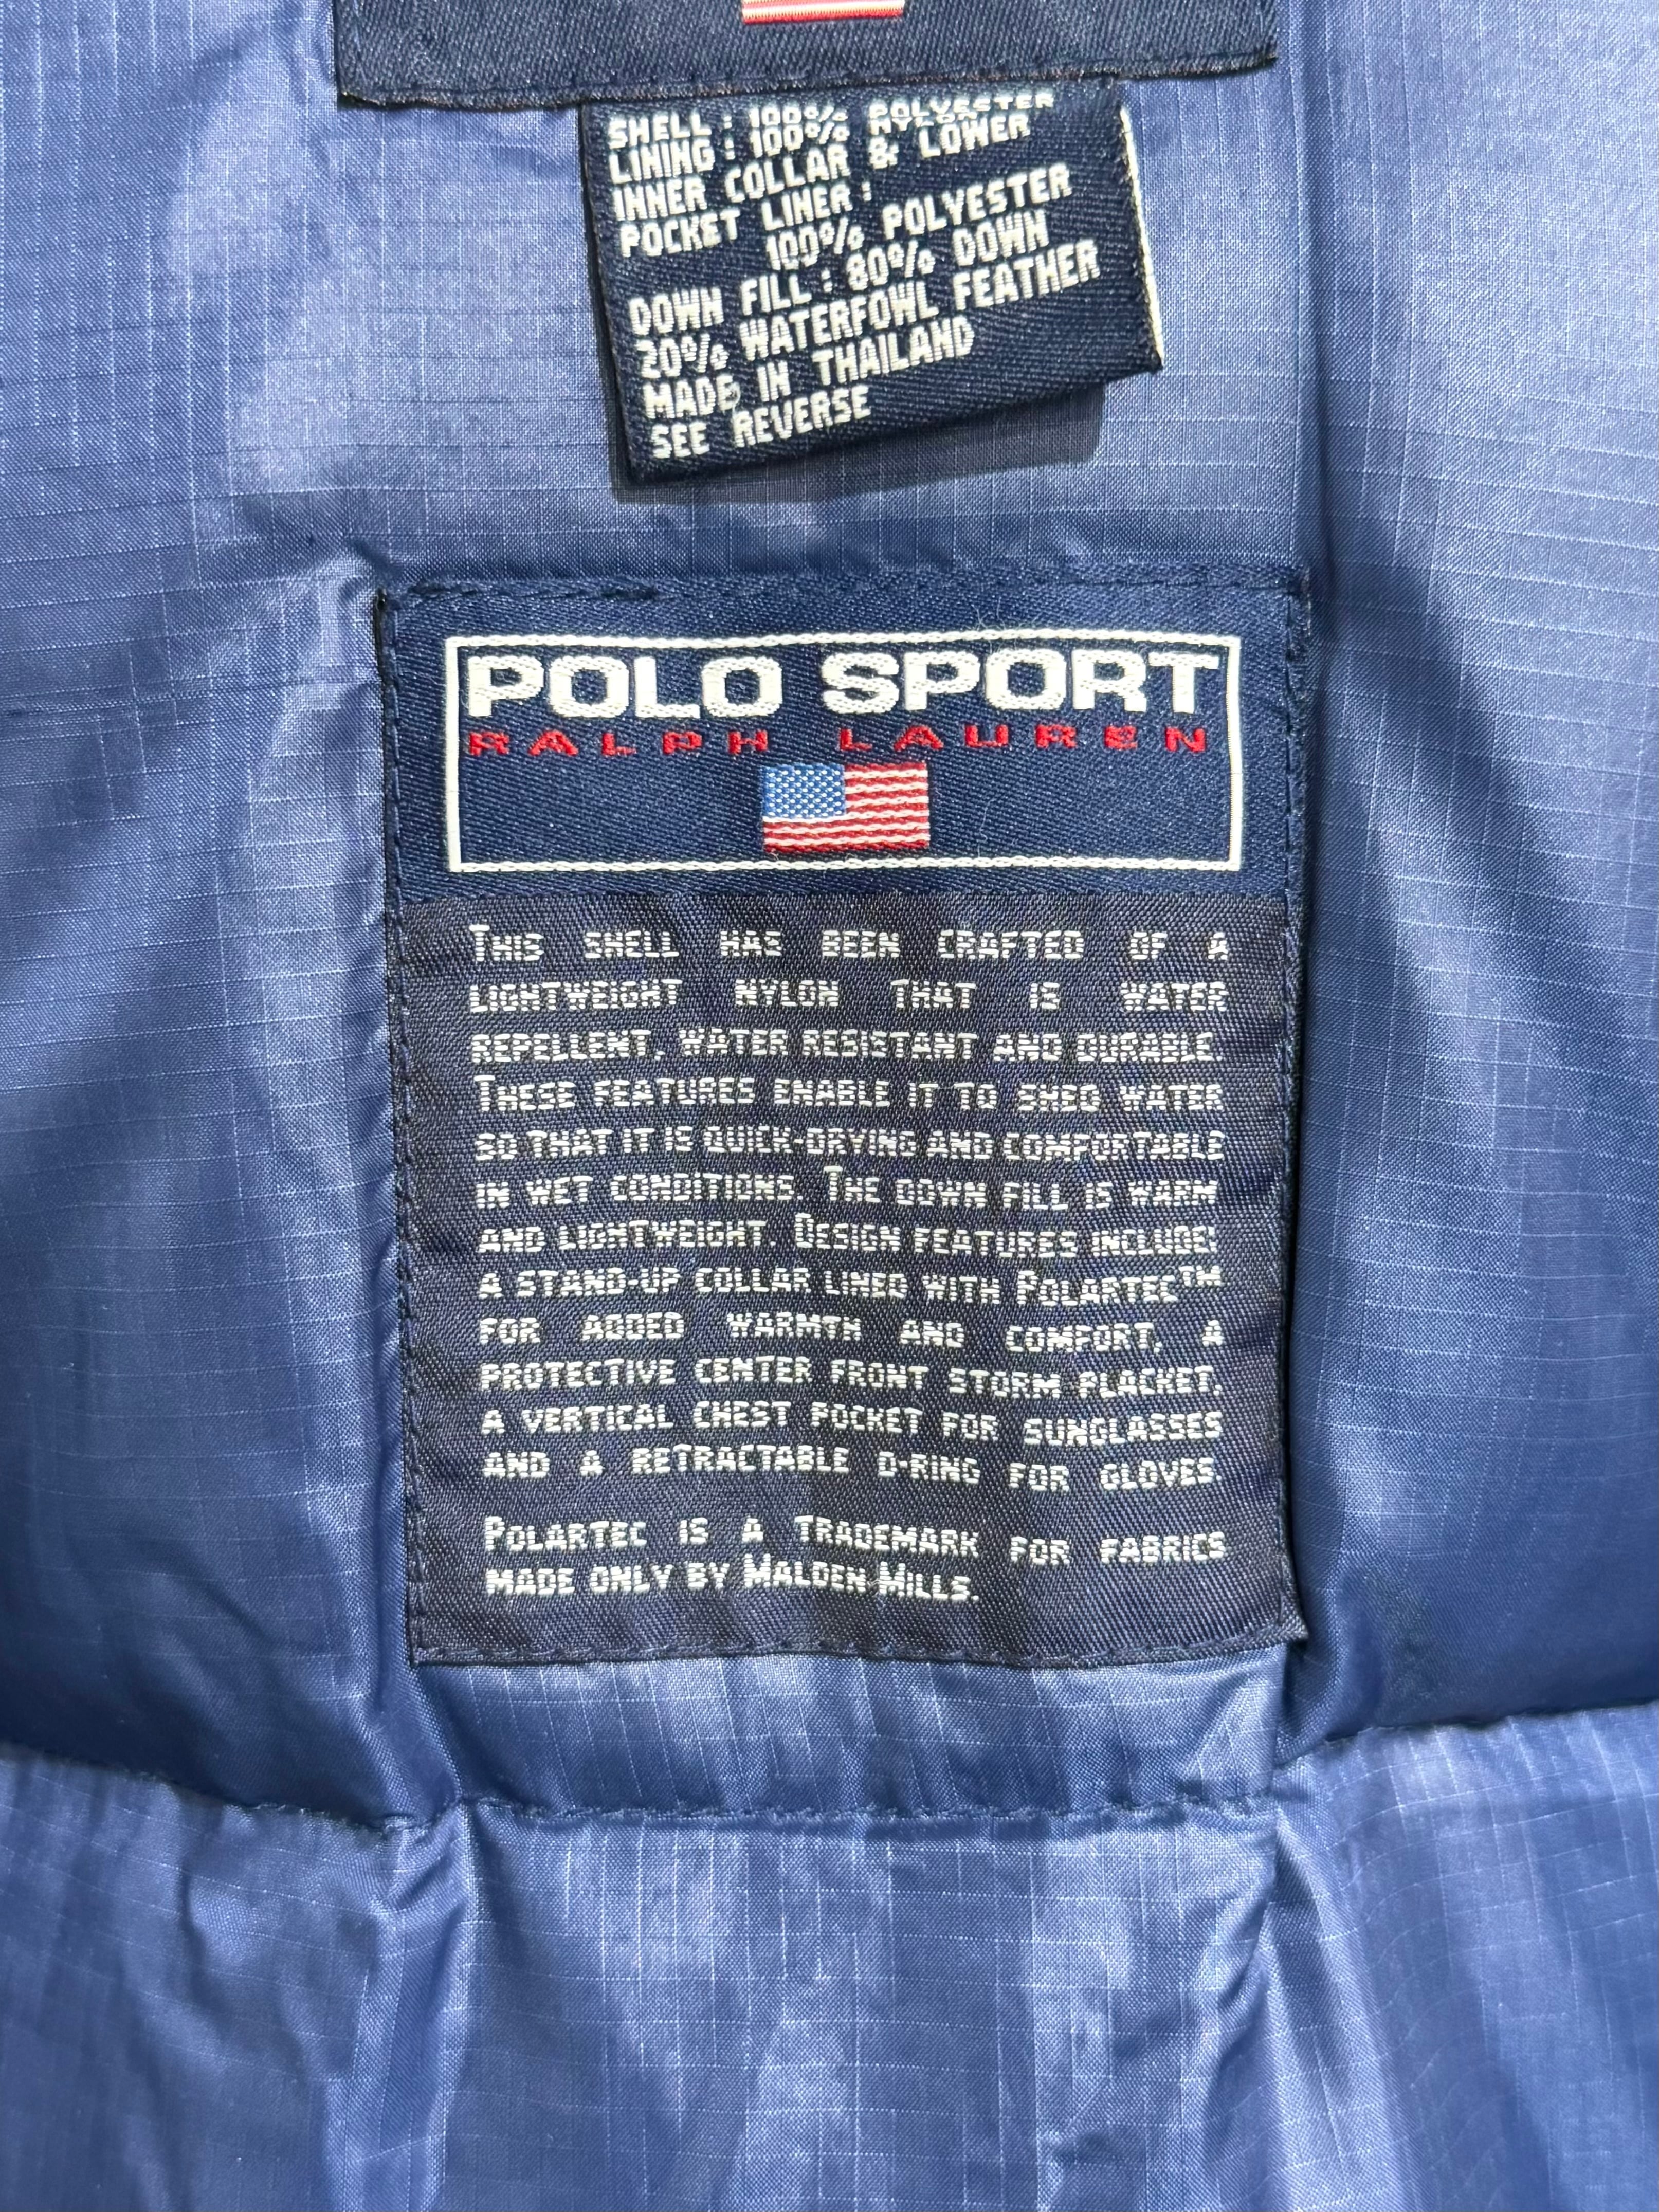 SHELL : 100% POLYESTER
LINING : 100% NYLON
INNER COLLAR & LOWER
POCKET LINER :
100% POLYESTER
DOWN FILL : 80% DOWN
20% WATERFOWL FEATHER
MADE IN THAILAND
SEE REVERSE
POLO SPORT
RALPH LAUREN
THIS SHELL HAS BEEN CRAFTED OF A
LIGHTWEIGHT NYLON THAT IS WATER
REPELLENT, WATER RESISTANT AND DURABLE.
THESE FEATURES ENABLE IT TO SHED WATER
SO THAT IT IS QUICK-DRYING AND COMFORTABLE
IN WET CONDITIONS. THE DOWN FILL IS WARM
AND LIGHTWEIGHT. DESIGN FEATURES INCLUDE:
A STAND-UP COLLAR LINED WITH POLARTEC™
FOR ADDED WARMTH AND COMFORT, A
PROTECTIVE CENTER FRONT STORM PLACKET,
A VERTICAL CHEST POCKET FOR SUNGLASSES
AND A RETRACTABLE D-RING FOR GLOVES.
POLARTEC IS A TRADEMARK FOR FABRICS
MADE ONLY BY MALDEN MILLS.